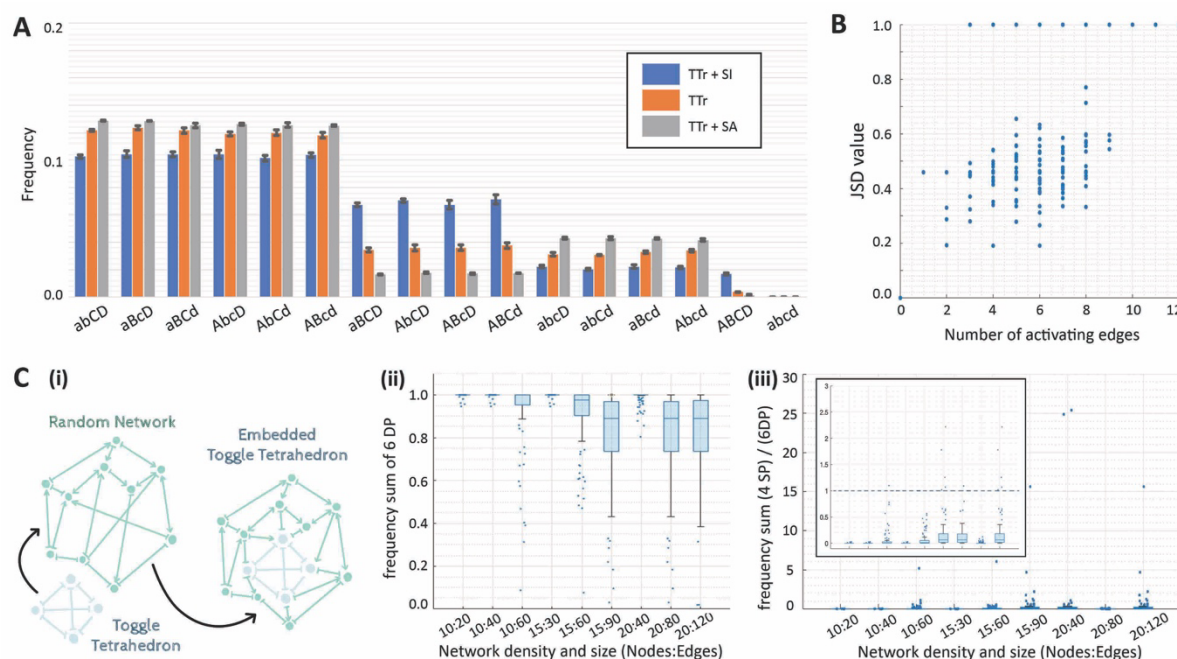 A
0.2
0.1
0.0
Frequency
TTr + SI
TTr
TTr + SA
abCD
aBcD
aBCd
AbcD
AbCd
ABcd
aBCD
AbCD
ABcD
ABCd
abcD
abCd
aBcd
Abcd
ABCD
abcd
B
1.0
0.8
0.6
0.4
0.2
0.0
JSD value
0 2 4 6 8 10 12
Number of activating edges
C (i)
Random Network
Embedded
Toggle Tetrahedron
Toggle
Tetrahedron
(ii)
1.0
0.8
0.6
0.4
0.2
0.0
frequency sum of 6 DP
10:20 10:40 10:60 15:30 15:60 15:90 20:40 20:80 20:120
Network density and size (Nodes:Edges)
(iii)
30
25
20
15
10
5
0
frequency sum (4 SP) / (6DP)
3
2
1
0.5
0
10:20 10:40 10:60 15:30 15:60 15:90 20:40 20:80 20:120
Network density and size (Nodes:Edges)